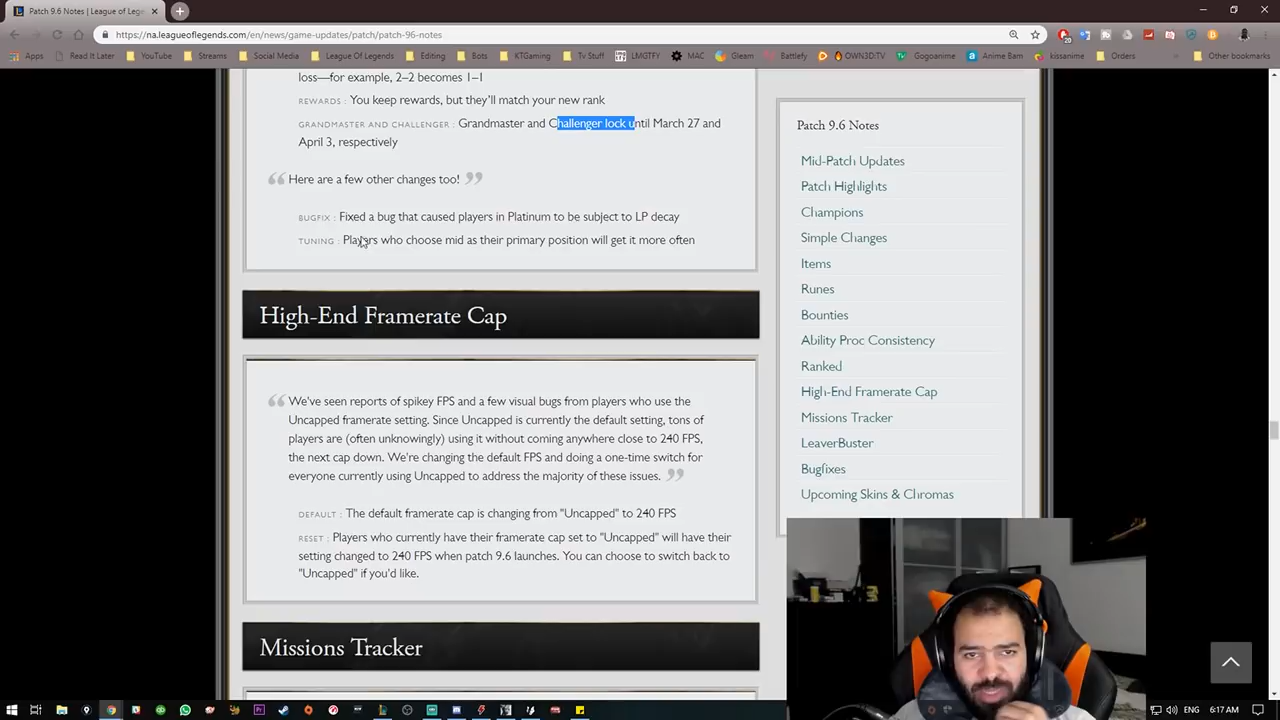 Patch 9.6 Notes | League of Lege
https://na.leagueoflegends.com/en/news/game-updates/patch/patch-96-notes
Apps Read It Later YouTube Streams Social Media League Of Legends Editing Bots KTGaming Tv Stuff LMGTFY MAC Gleam Battlefy OWN3D.TV Gogoanime Anime Bam kissanime Orders Other bookmarks
loss—for example, 2–2 becomes 1–1
REWARDS : You keep rewards, but they'll match your new rank
GRANDMASTER AND CHALLENGER : Grandmaster and Challenger lock until March 27 and
April 3, respectively
“ Here are a few other changes too! ”
BUGFIX : Fixed a bug that caused players in Platinum to be subject to LP decay
TUNING : Players who choose mid as their primary position will get it more often
High-End Framerate Cap
“ We've seen reports of spikey FPS and a few visual bugs from players who use the
Uncapped framerate setting. Since Uncapped is currently the default setting, tons of
players are (often unknowingly) using it without coming anywhere close to 240 FPS,
the next cap down. We're changing the default FPS and doing a one-time switch for
everyone currently using Uncapped to address the majority of these issues. ”
DEFAULT : The default framerate cap is changing from "Uncapped" to 240 FPS
RESET : Players who currently have their framerate cap set to "Uncapped" will have their
setting changed to 240 FPS when patch 9.6 launches. You can choose to switch back to
"Uncapped" if you'd like.
Missions Tracker
Patch 9.6 Notes
Mid-Patch Updates
Patch Highlights
Champions
Simple Changes
Items
Runes
Bounties
Ability Proc Consistency
Ranked
High-End Framerate Cap
Missions Tracker
LeaverBuster
Bugfixes
Upcoming Skins & Chromas
ENG 6:17 AM